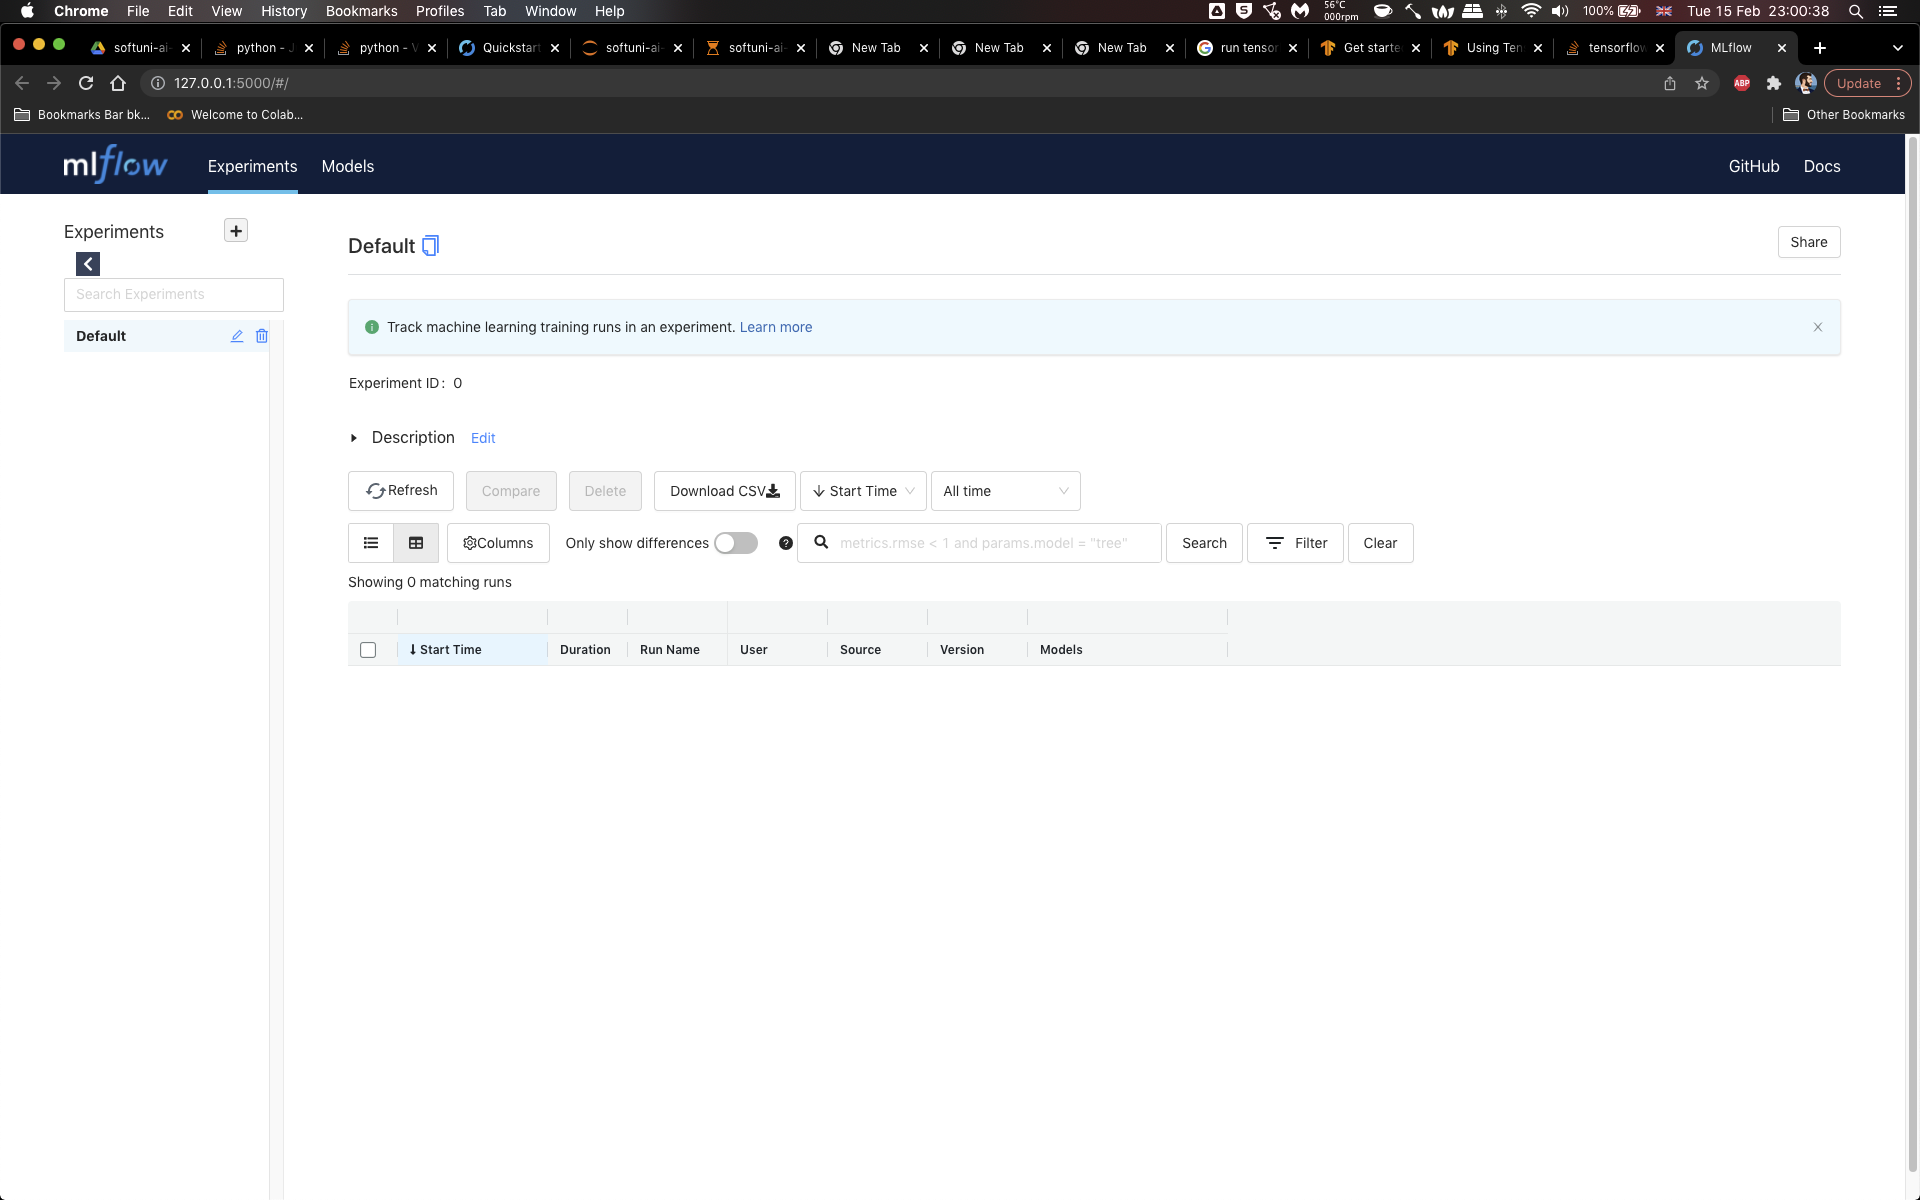 Chrome File Edit View History Bookmarks Profiles Tab Window Help 56°C 000rpm 100% Tue 15 Feb 23:00:38
softuni-ai- python - J python - V Quickstart softuni-ai- softuni-ai- New Tab New Tab New Tab run tensor Get starte Using Ten tensorflow MLflow
127.0.0.1:5000/#/ ABP Update
Bookmarks Bar bk... Welcome to Colab... Other Bookmarks
mlflow Experiments Models GitHub Docs
Experiments +
Default Share
Search Experiments
Default
Track machine learning training runs in an experiment. Learn more
Experiment ID: 0
Description Edit
Refresh Compare Delete Download CSV Start Time All time
Columns Only show differences ? metrics.rmse < 1 and params.model = "tree" Search Filter Clear
Showing 0 matching runs
Start Time Duration Run Name User Source Version Models